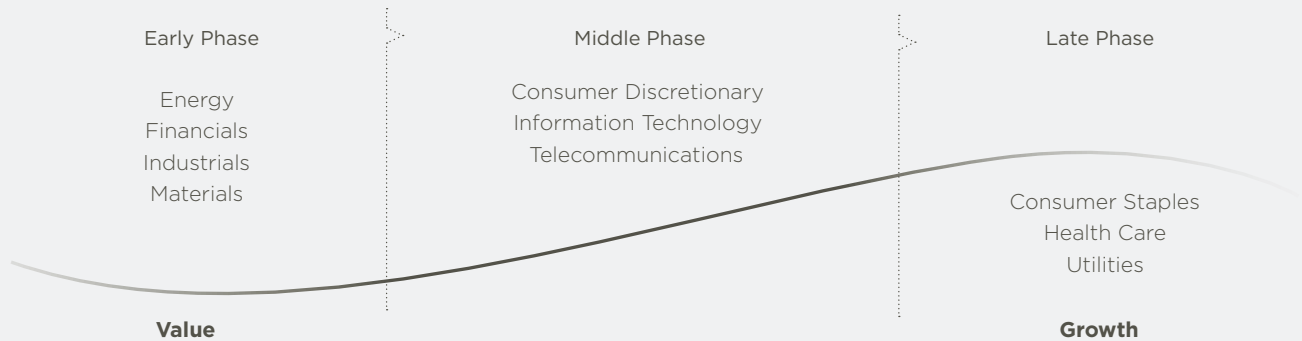 Early Phase
Middle Phase
Late Phase
Energy
Financials
Industrials
Materials
Consumer Discretionary
Information Technology
Telecommunications
Consumer Staples
Health Care
Utilities
Value
Growth